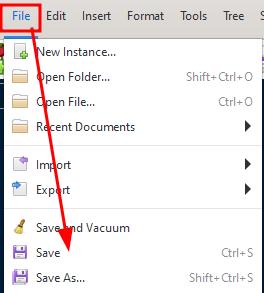 File Edit Insert Format Tools Tree
New Instance...
Open Folder... Shift+Ctrl+O
Open File... Ctrl+O
Recent Documents
Import
Export
Save and Vacuum
Save Ctrl+S
Save As... Shift+Ctrl+S